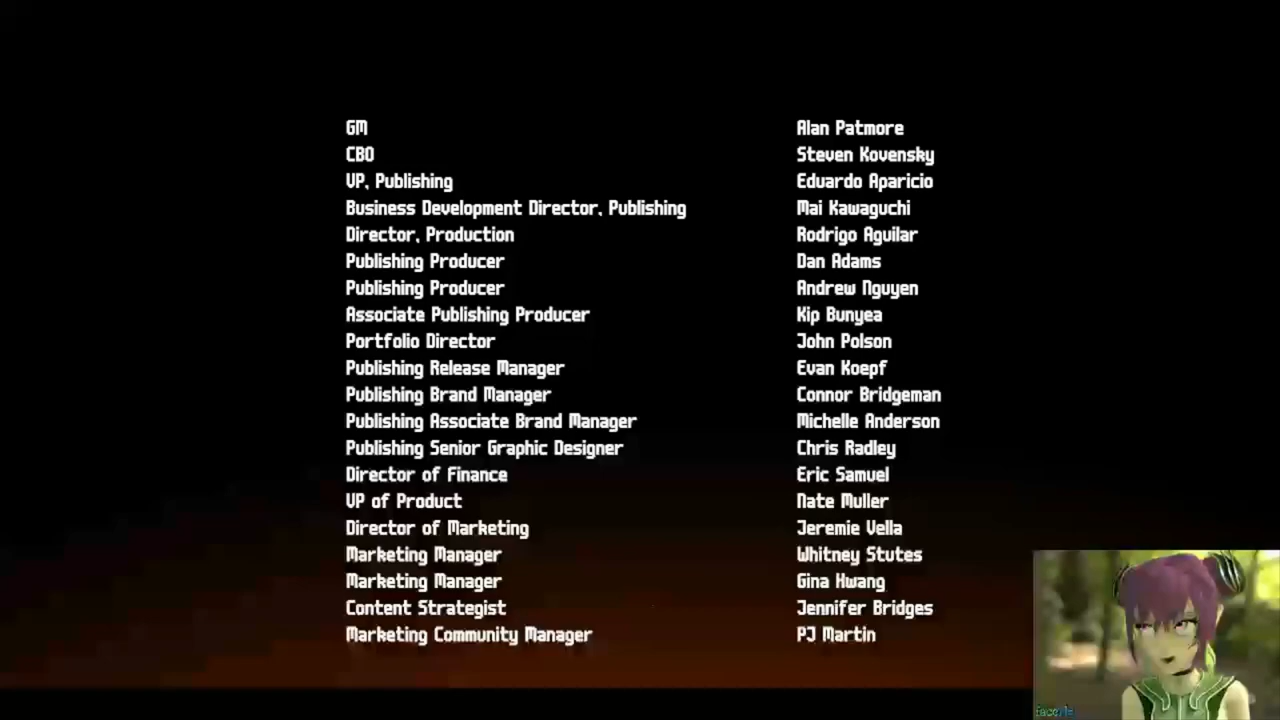 GM Alan Patmore
CBO Steven Kovensky
VP, Publishing Eduardo Aparicio
Business Development Director, Publishing Mai Kawaguchi
Director, Production Rodrigo Aguilar
Publishing Producer Dan Adams
Publishing Producer Andrew Nguyen
Associate Publishing Producer Kip Bunyea
Portfolio Director John Polson
Publishing Release Manager Evan Koepf
Publishing Brand Manager Connor Bridgeman
Publishing Associate Brand Manager Michelle Anderson
Publishing Senior Graphic Designer Chris Radley
Director of Finance Eric Samuel
VP of Product Nate Muller
Director of Marketing Jeremie Vella
Marketing Manager Whitney Stutes
Marketing Manager Gina Hwang
Content Strategist Jennifer Bridges
Marketing Community Manager PJ Martin